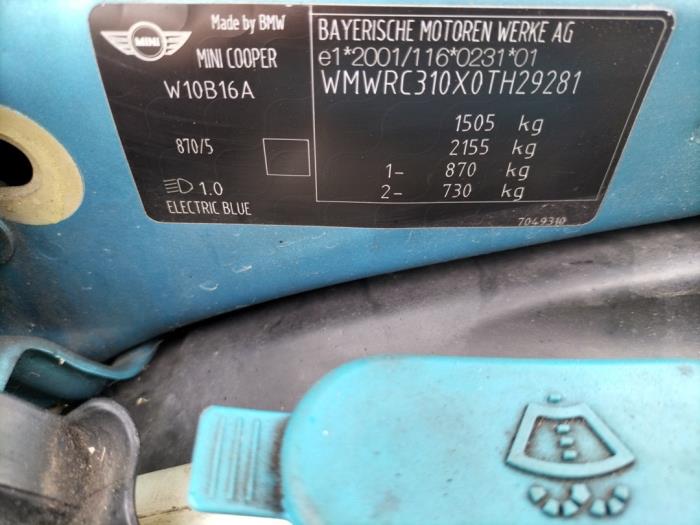 MINI
Made by BMW
MINI COOPER
W10B16A
870/5
1.0
ELECTRIC BLUE
BAYERISCHE MOTOREN WERKE AG
e1*2001/116*0231*01
WMWRC310X0TH29281
1505 kg
2155 kg
1- 870 kg
2- 730 kg
7049310